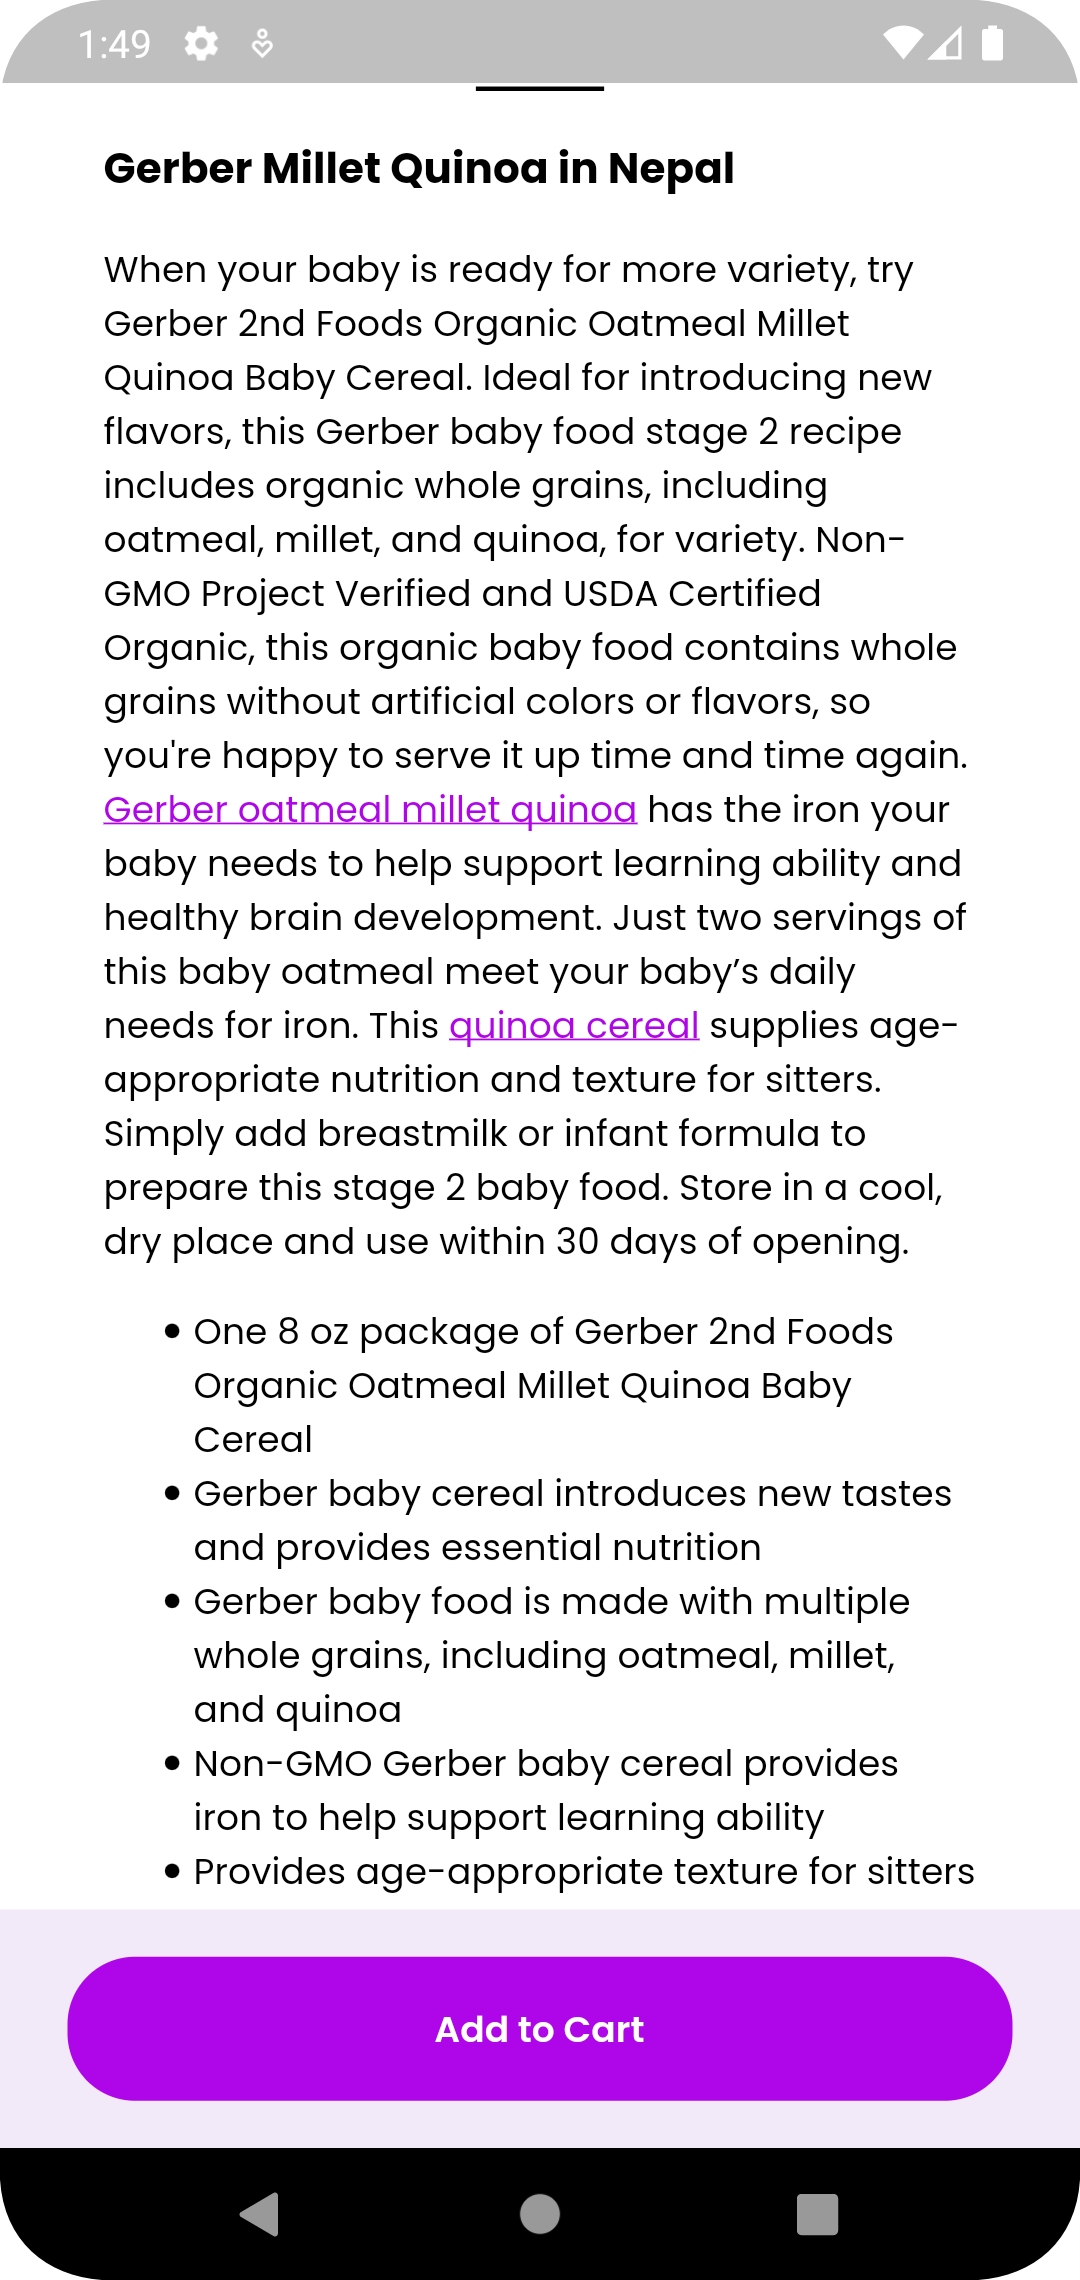 1:49
Gerber Millet Quinoa in Nepal
When your baby is ready for more variety, try
Gerber 2nd Foods Organic Oatmeal Millet
Quinoa Baby Cereal. Ideal for introducing new
flavors, this Gerber baby food stage 2 recipe
includes organic whole grains, including
oatmeal, millet, and quinoa, for variety. Non-
GMO Project Verified and USDA Certified
Organic, this organic baby food contains whole
grains without artificial colors or flavors, so
you're happy to serve it up time and time again.
Gerber oatmeal millet quinoa has the iron your
baby needs to help support learning ability and
healthy brain development. Just two servings of
this baby oatmeal meet your baby’s daily
needs for iron. This quinoa cereal supplies age-
appropriate nutrition and texture for sitters.
Simply add breastmilk or infant formula to
prepare this stage 2 baby food. Store in a cool,
dry place and use within 30 days of opening.
• One 8 oz package of Gerber 2nd Foods
Organic Oatmeal Millet Quinoa Baby
Cereal
• Gerber baby cereal introduces new tastes
and provides essential nutrition
• Gerber baby food is made with multiple
whole grains, including oatmeal, millet,
and quinoa
• Non-GMO Gerber baby cereal provides
iron to help support learning ability
• Provides age-appropriate texture for sitters
Add to Cart